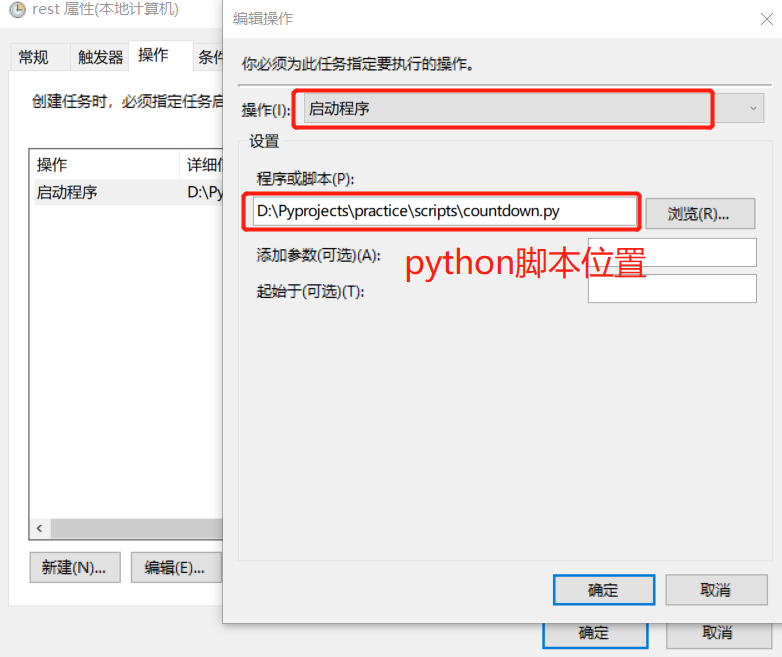 rest 属性(本地计算机)
编辑操作
常规
触发器
操作
条件
你必须为此任务指定要执行的操作。
创建任务时，必须指定任务启
操作(I):
启动程序
设置
操作
详细信
启动程序
D:\Py
程序或脚本(P):
D:\Pyprojects\practice\scripts\countdown.py
浏览(R)...
添加参数(可选)(A):
python脚本位置
起始于(可选)(T):
新建(N)...
编辑(E)...
确定
取消
确定
取消